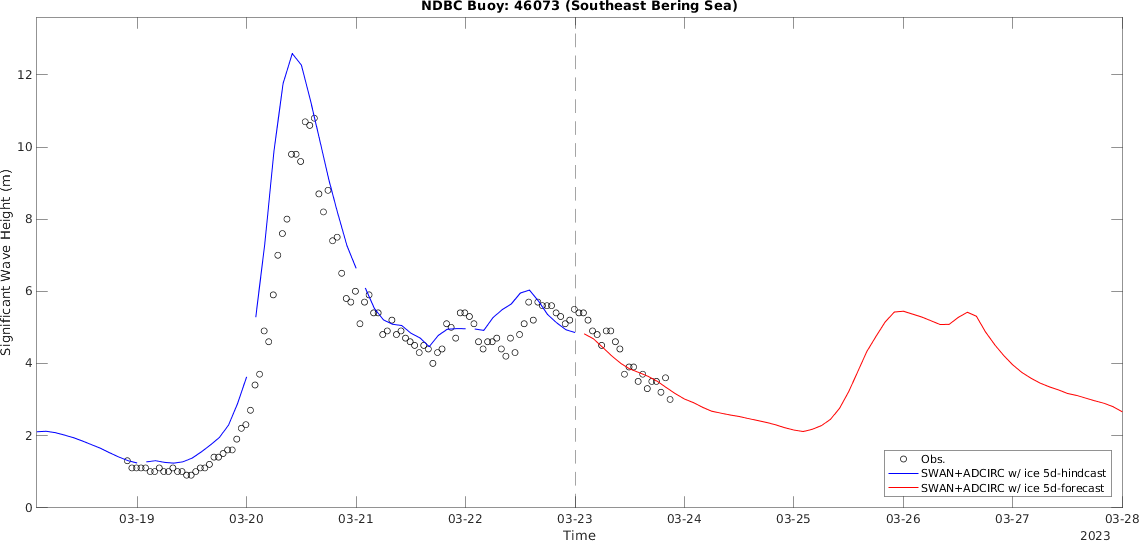 NDBC Buoy: 46073 (Southeast Bering Sea)
Significant Wave Height (m)
12
10
8
6
4
2
0
Obs.
SWAN+ADCIRC w/ ice 5d-hindcast
SWAN+ADCIRC w/ ice 5d-forecast
03-19 03-20 03-21 03-22 03-23 03-24 03-25 03-26 03-27 03-28
Time
2023